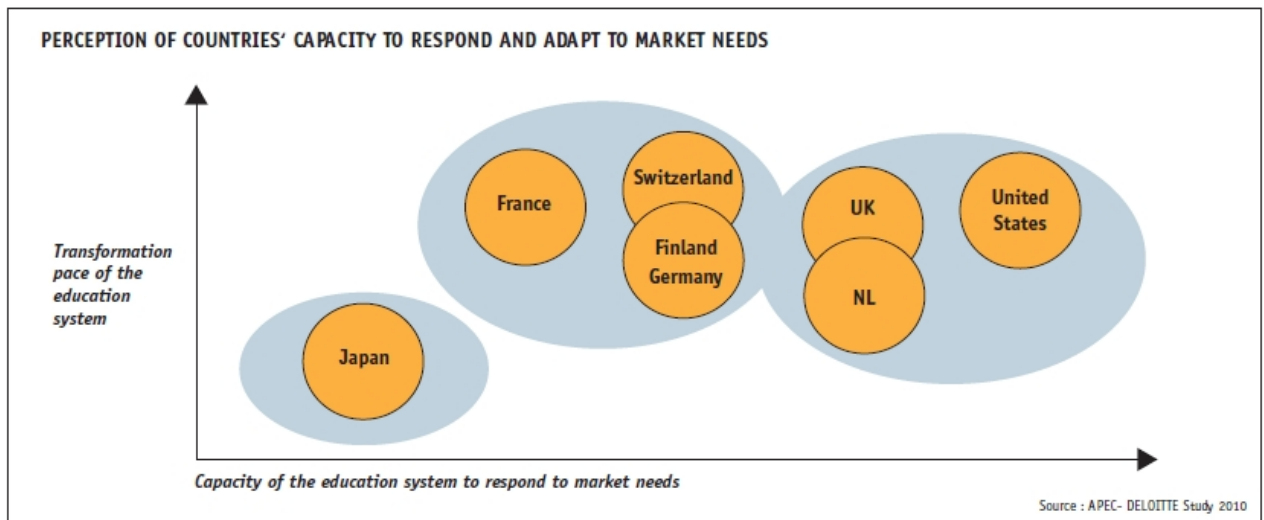 PERCEPTION OF COUNTRIES' CAPACITY TO RESPOND AND ADAPT TO MARKET NEEDS
Transformation
pace of the
education
system
France
Switzerland
Finland
Germany
UK
NL
United
States
Japan
Capacity of the education system to respond to market needs
Source : APEC- DELOITTE Study 2010